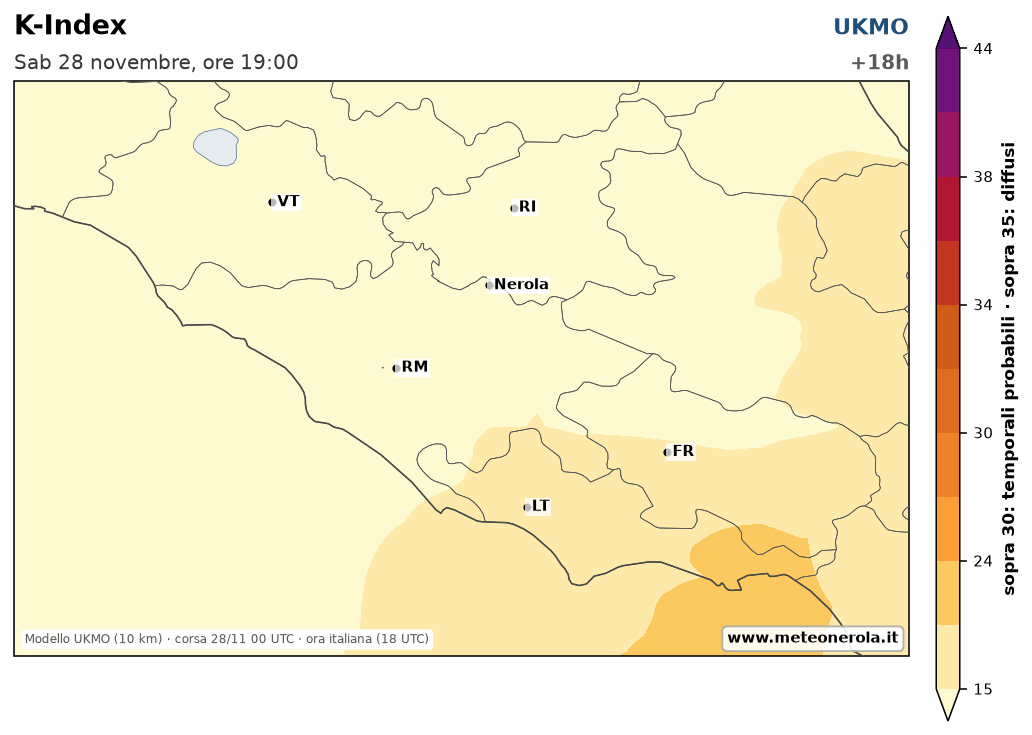 K-Index
UKMO
Sab 28 novembre, ore 19:00
+18h
VT
RI
Nerola
RM
FR
LT
Modello UKMO (10 km) · corsa 28/11 00 UTC · ora italiana (18 UTC)
www.meteonerola.it
44
38
34
30
24
15
sopra 30: temporali probabili · sopra 35: diffusi